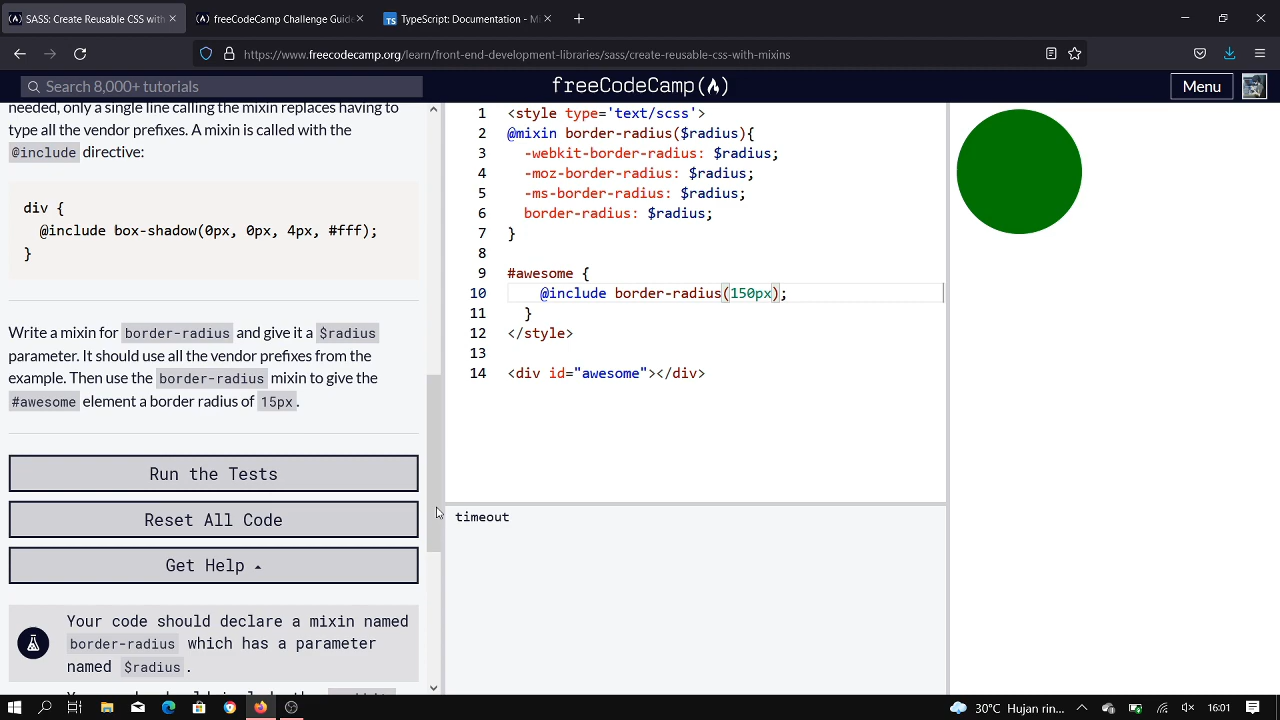 SASS: Create Reusable CSS with
freeCodeCamp Challenge Guide
TS TypeScript: Documentation - M
https://www.freecodecamp.org/learn/front-end-development-libraries/sass/create-reusable-css-with-mixins
Search 8,000+ tutorials
freeCodeCamp
Menu
needed, only a single line calling the mixin replaces having to
type all the vendor prefixes. A mixin is called with the
@include directive:
div {
@include box-shadow(0px, 0px, 4px, #fff);
}
Write a mixin for border-radius and give it a $radius
parameter. It should use all the vendor prefixes from the
example. Then use the border-radius mixin to give the
#awesome element a border radius of 15px.
Run the Tests
Reset All Code
Get Help
Your code should declare a mixin named
border-radius which has a parameter
named $radius.
1 <style type='text/scss'>
2 @mixin border-radius($radius){
3 -webkit-border-radius: $radius;
4 -moz-border-radius: $radius;
5 -ms-border-radius: $radius;
6 border-radius: $radius;
7 }
8
9 #awesome {
10 @include border-radius(150px);
11 }
12 </style>
13
14 <div id="awesome"></div>
timeout
30°C Hujan rin...
16:01